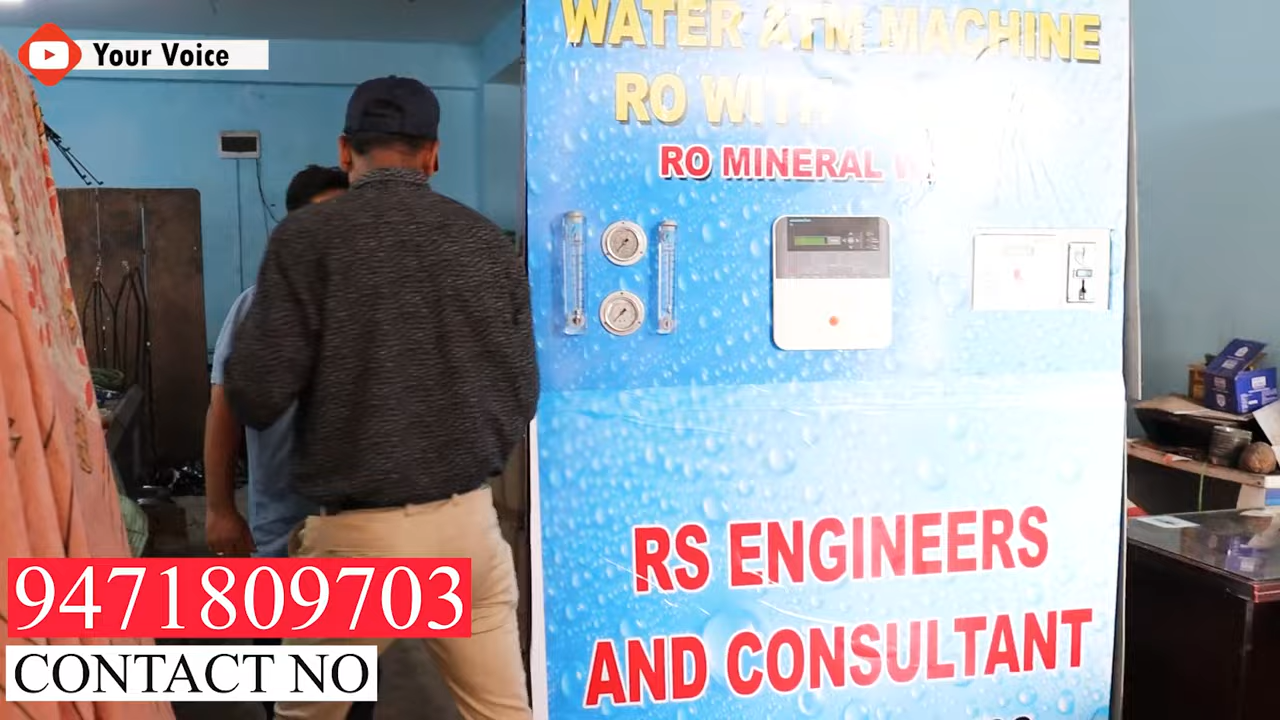 Your Voice
WATER ATM MACHINE
RO WITH
RO MINERAL
RS ENGINEERS
AND CONSULTANT
9471809703
CONTACT NO